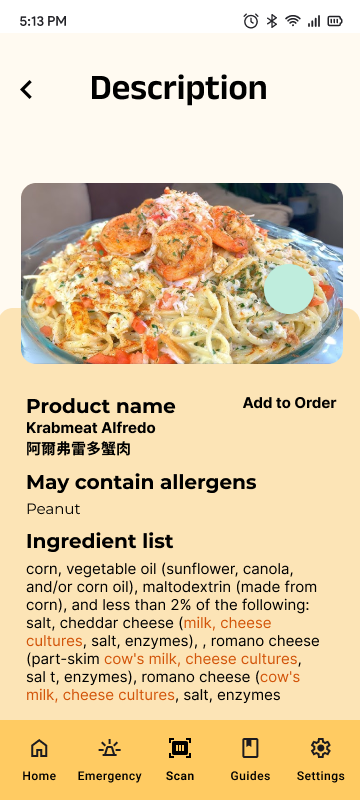 5:13 PM
Description
Product name
Add to Order
Krabmeat Alfredo
阿爾弗雷多蟹肉
May contain allergens
Peanut
Ingredient list
corn, vegetable oil (sunflower, canola,
and/or corn oil), maltodextrin (made from
corn), and less than 2% of the following:
salt, cheddar cheese (milk, cheese
cultures, salt, enzymes), , romano cheese
(part-skim cow's milk, cheese cultures,
sal t, enzymes), romano cheese (cow's
milk, cheese cultures, salt, enzymes
Home
Emergency
Scan
Guides
Settings